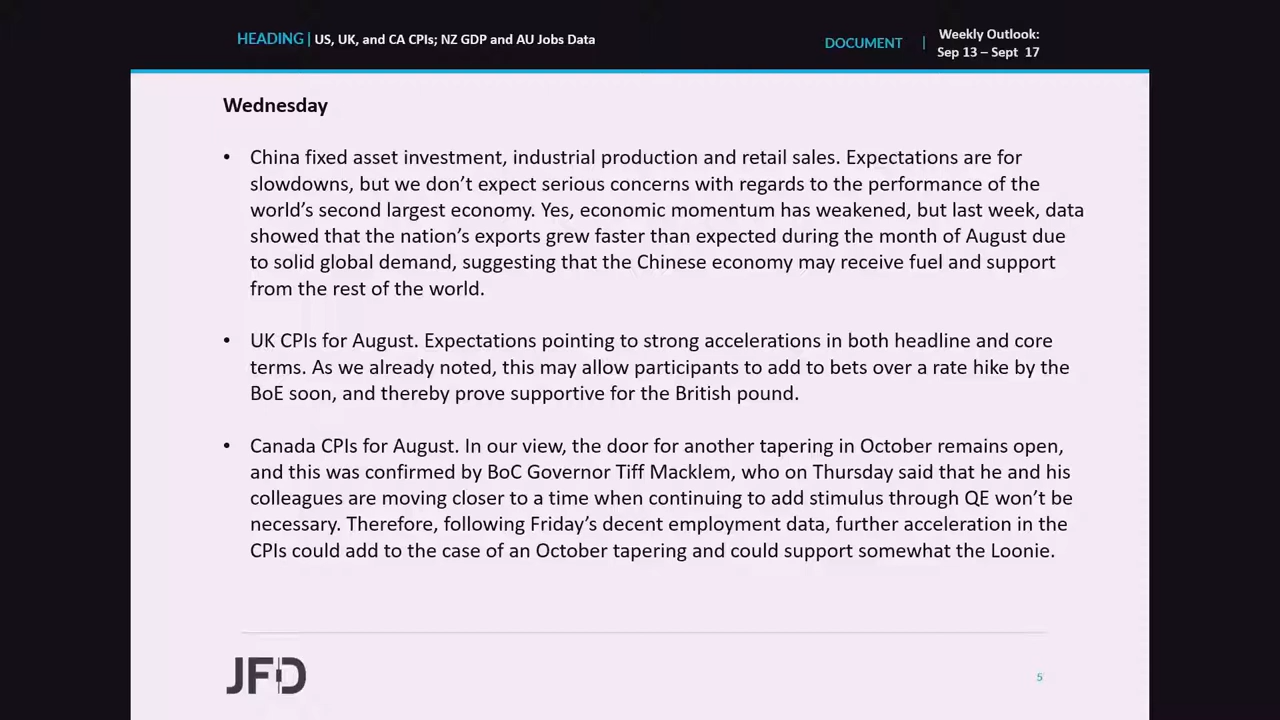 HEADING | US, UK, and CA CPIs; NZ GDP and AU Jobs Data
DOCUMENT | Weekly Outlook:
Sep 13 – Sept 17
Wednesday
• China fixed asset investment, industrial production and retail sales. Expectations are for
slowdowns, but we don’t expect serious concerns with regards to the performance of the
world’s second largest economy. Yes, economic momentum has weakened, but last week, data
showed that the nation’s exports grew faster than expected during the month of August due
to solid global demand, suggesting that the Chinese economy may receive fuel and support
from the rest of the world.
• UK CPIs for August. Expectations pointing to strong accelerations in both headline and core
terms. As we already noted, this may allow participants to add to bets over a rate hike by the
BoE soon, and thereby prove supportive for the British pound.
• Canada CPIs for August. In our view, the door for another tapering in October remains open,
and this was confirmed by BoC Governor Tiff Macklem, who on Thursday said that he and his
colleagues are moving closer to a time when continuing to add stimulus through QE won’t be
necessary. Therefore, following Friday’s decent employment data, further acceleration in the
CPIs could add to the case of an October tapering and could support somewhat the Loonie.
JFD
5